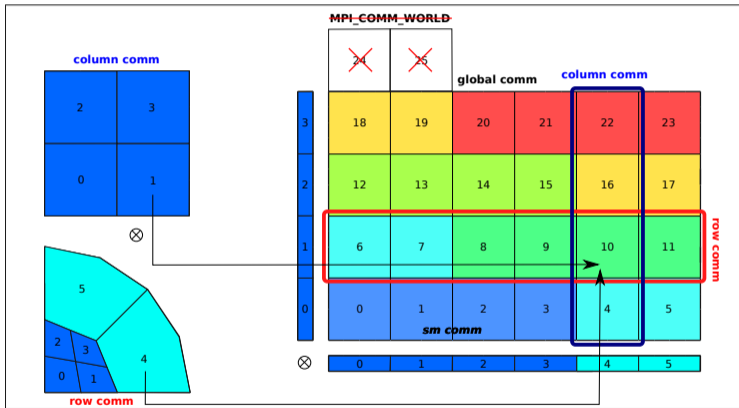 MPI_COMM_WORLD
24 25
column comm
global comm
column comm
2 3
0 1
⊗
3 18 19 20 21 22 23
2 12 13 14 15 16 17
1 6 7 8 9 10 11
row comm
0 0 1 2 3 4 5
sm comm
⊗ 0 1 2 3 4 5
5
2 3
0 1
4
row comm